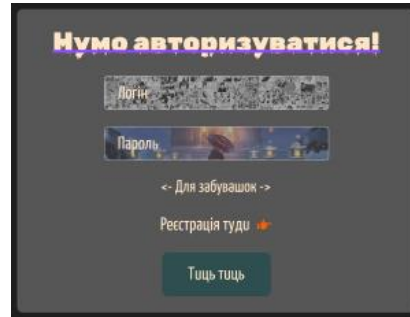 Нумо авторизуватися!
Логін
Пароль
<- Для забувашок ->
Реєстрація туди 👉
Тиць тиць